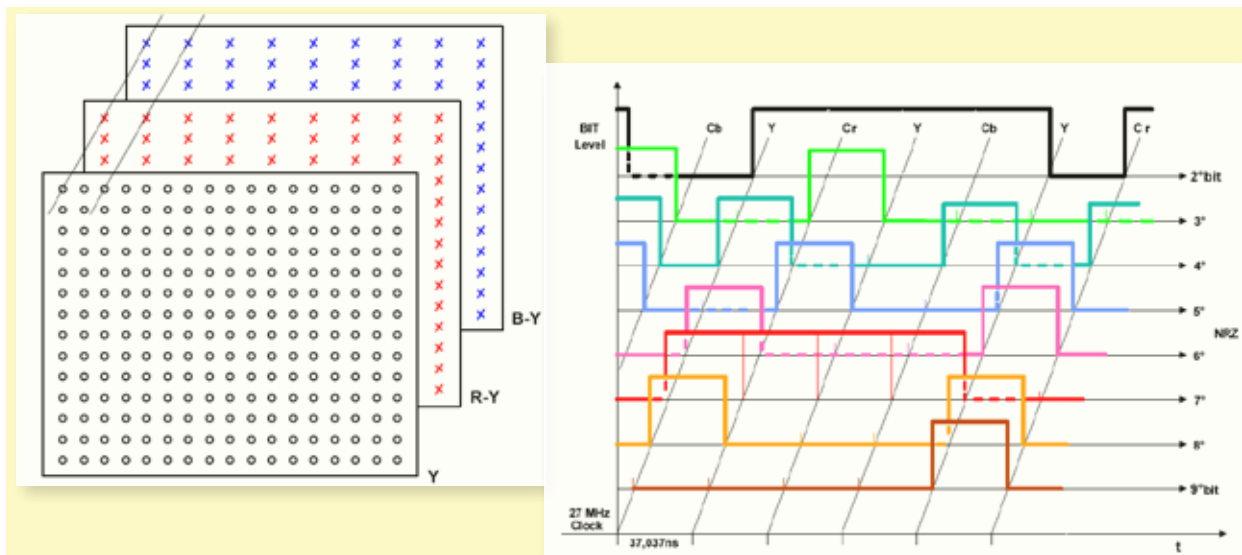 B-Y
R-Y
Y
BIT
Level
Cb
Y
Cr
Y
Cb
Y
Cr
2°bit
3°
4°
5°
NRZ
6°
7°
8°
9°bit
27 MHz
Clock
37,037ns
t